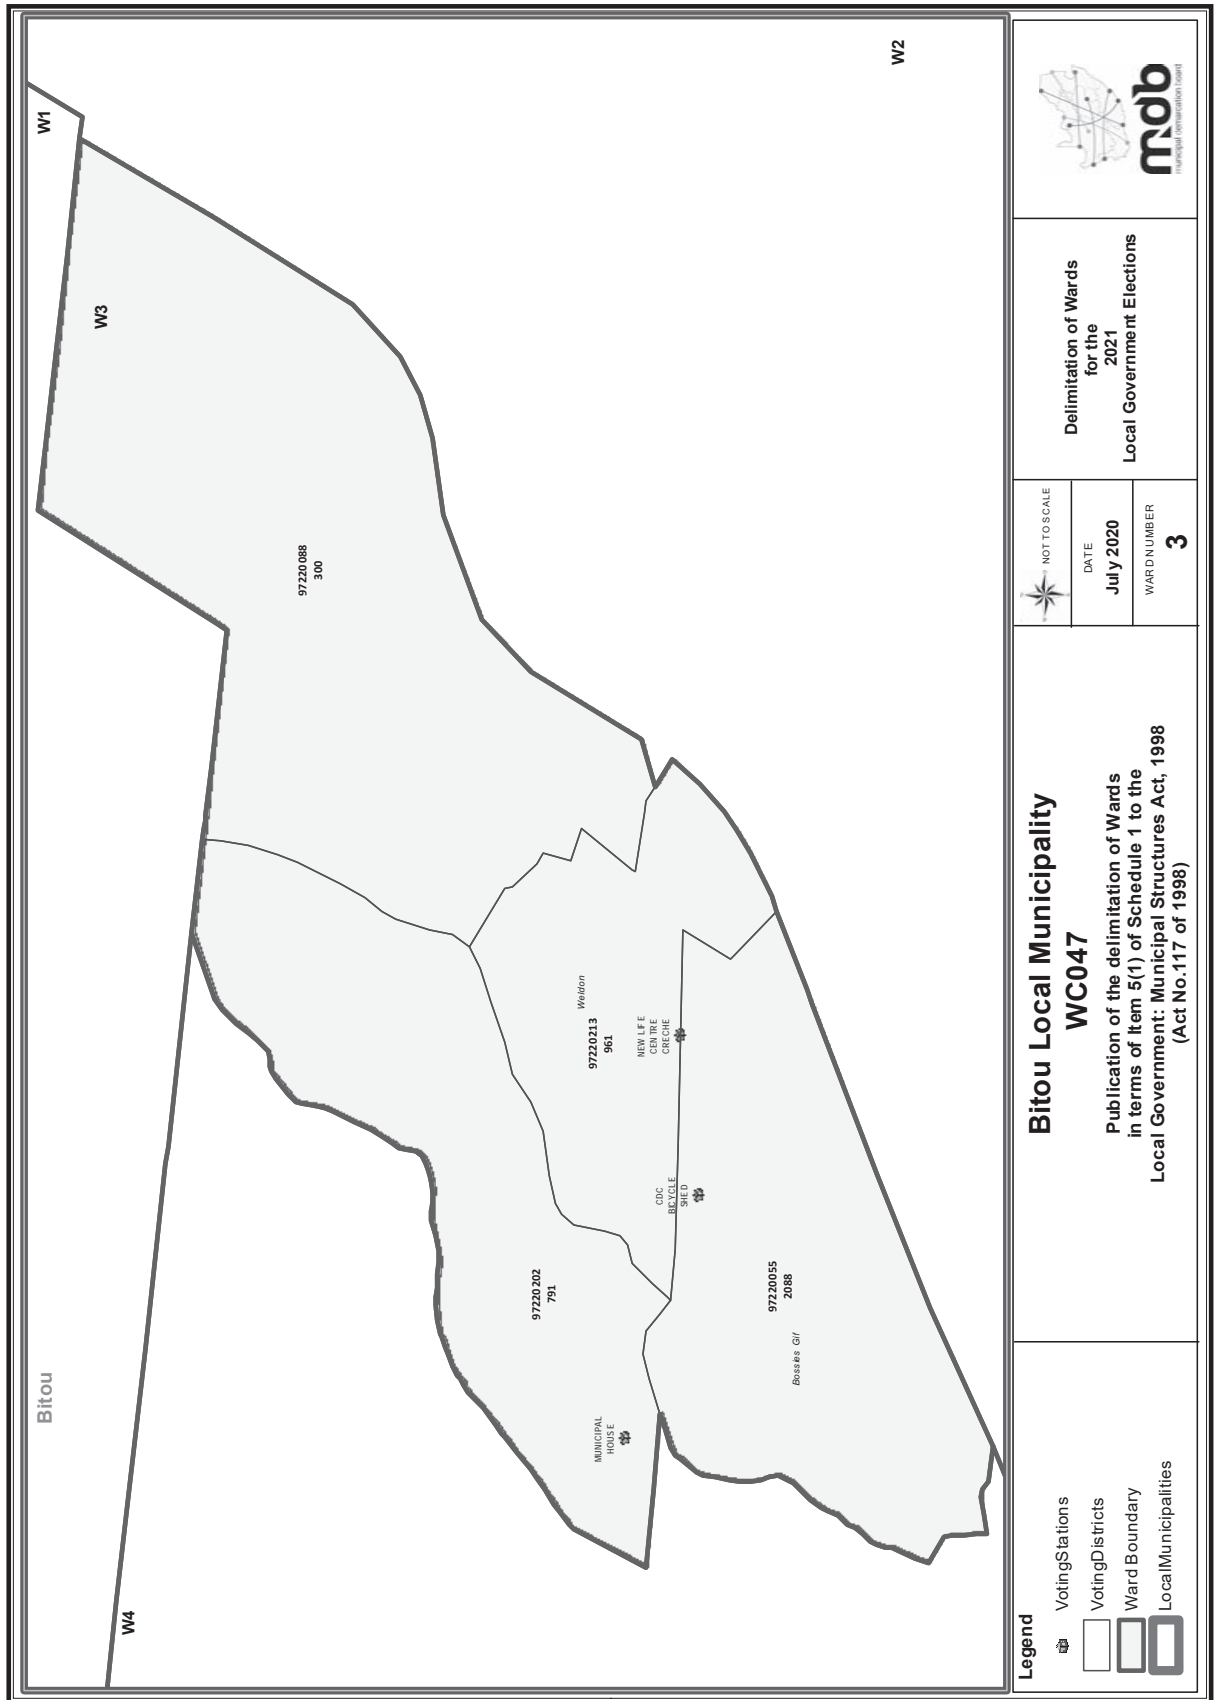 Bitou
W4
W3
W1
W2
97220088
300
Weldon
97220213
961
NEW LIFE
CENTRE
CRECHE
CDC
BICYCLE
SHED
97220202
791
MUNICIPAL
HOUSE
97220055
2088
Bossies Gif
Legend
VotingStations
VotingDistricts
Ward Boundary
LocalMunicipalities
Bitou Local Municipality
WC047
Publication of the delimitation of Wards
in terms of Item 5(1) of Schedule 1 to the
Local Government: Municipal Structures Act, 1998
(Act No.117 of 1998)
NOT TO SCALE
DATE
July 2020
WARD NUMBER
3
Delimitation of Wards
for the
2021
Local Government Elections
mdb
municipal demarcation board